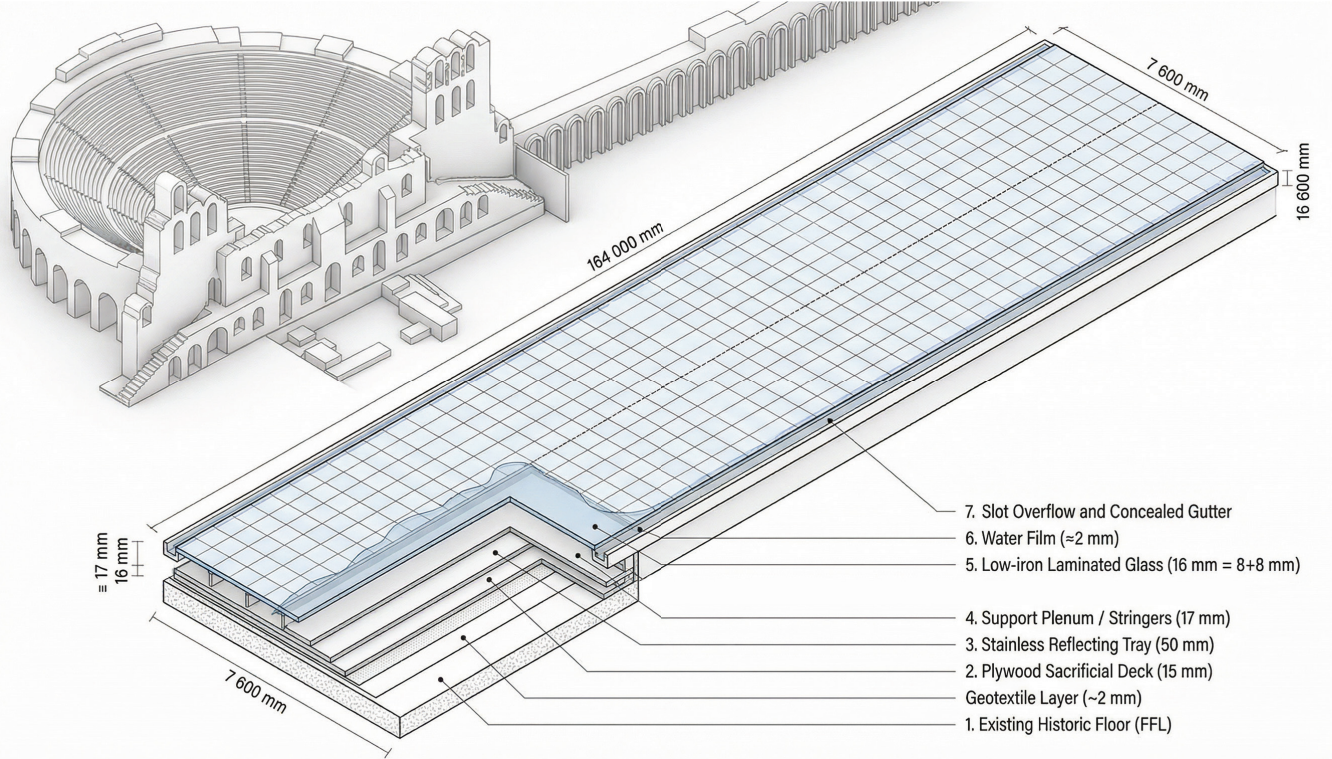 7 600 mm
16 600 mm
164 000 mm
≡ 17 mm
16 mm
7 600 mm
7. Slot Overflow and Concealed Gutter
6. Water Film (≈2 mm)
5. Low-iron Laminated Glass (16 mm = 8+8 mm)
4. Support Plenum / Stringers (17 mm)
3. Stainless Reflecting Tray (50 mm)
2. Plywood Sacrificial Deck (15 mm)
Geotextile Layer (~2 mm)
1. Existing Historic Floor (FFL)